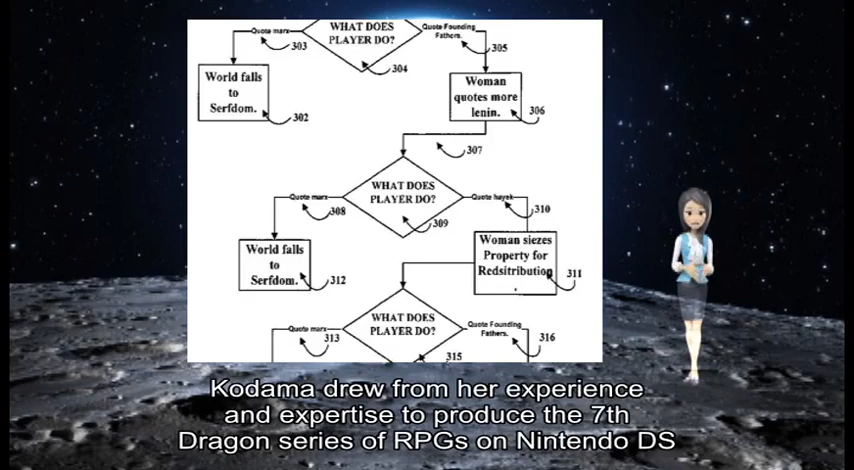 WHAT DOES
PLAYER DO?
Quote marx
303
Quote Founding
Fathers.
305
304
World falls
to
Serfdom.
302
Woman
quotes more
lenin.
306
307
WHAT DOES
PLAYER DO?
Quote marx
308
309
Quote hayek
310
World falls
to
Serfdom.
312
Woman siezes
Property for
Redsitribution
.
311
WHAT DOES
PLAYER DO?
Quote marx
313
315
Quote Founding
Fathers.
316
Kodama drew from her experience
and expertise to produce the 7th
Dragon series of RPGs on Nintendo DS